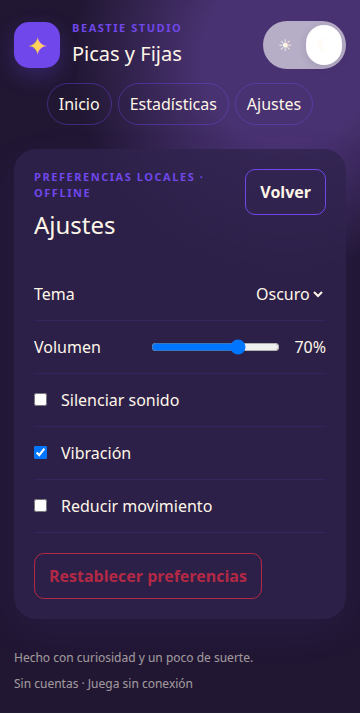 BEASTIE STUDIO
Picas y Fijas
Inicio
Estadísticas
Ajustes
PREFERENCIAS LOCALES ·
OFFLINE
Volver
Ajustes
Tema
Oscuro
Volumen
70%
Silenciar sonido
Vibración
Reducir movimiento
Restablecer preferencias
Hecho con curiosidad y un poco de suerte.
Sin cuentas · Juega sin conexión